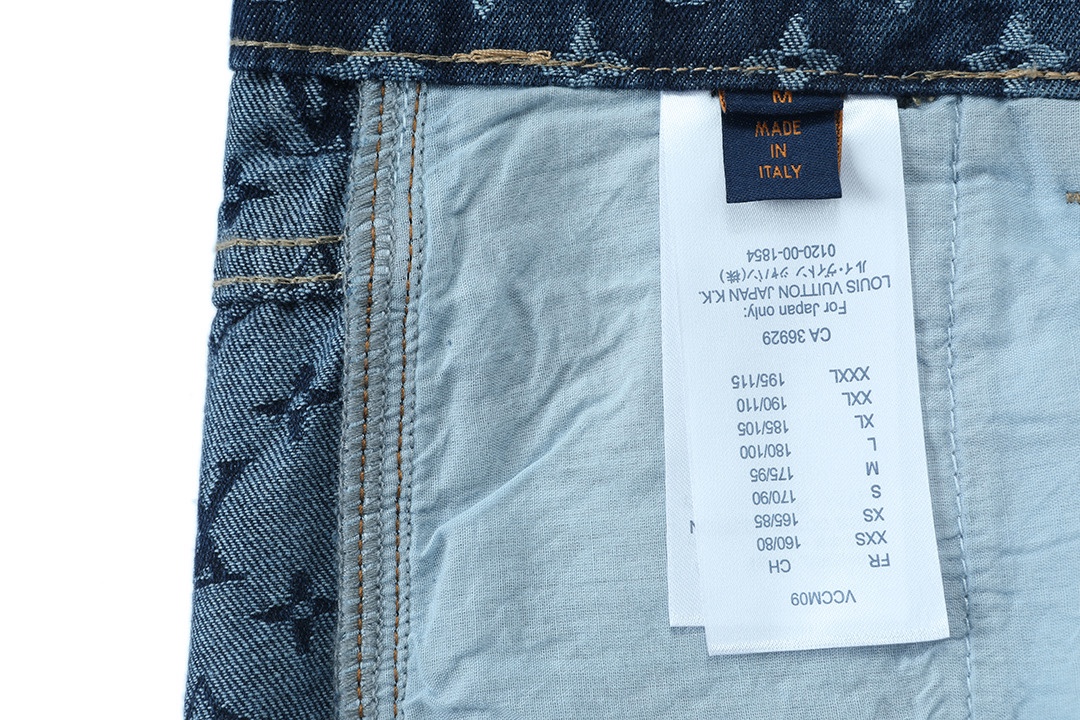 M
MADE
IN
ITALY
VCCM09
FR CH
XXS 160/80
XS 165/85
S 170/90
M 175/95
L 180/100
XL 185/105
XXL 190/110
XXXL 195/115
CA 36929
For Japan only:
LOUIS VUITTON JAPAN K.K.
ルイ・ヴィトン ジャパン(株)
0120-00-1854